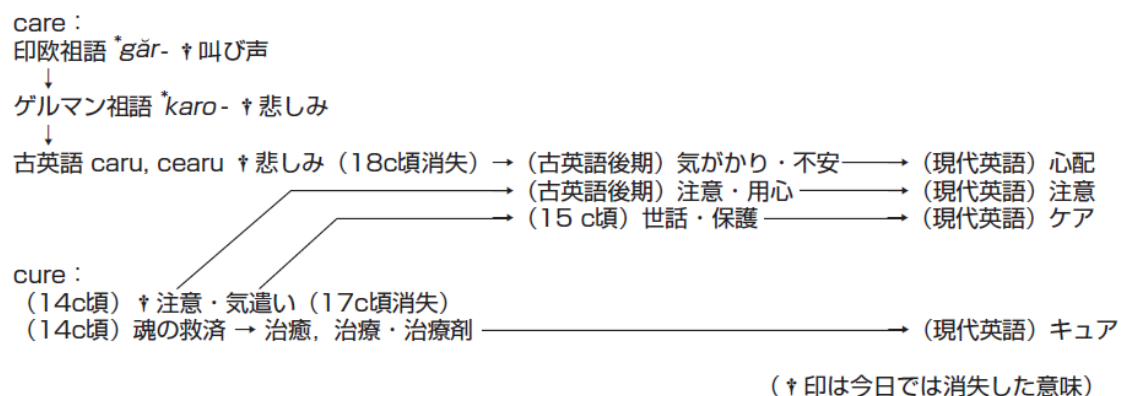 care：
印欧祖語 *găr- †叫び声
↓
ゲルマン祖語 *karo- †悲しみ
↓
古英語 caru, cearu †悲しみ（18c頃消失）→（古英語後期）気がかり・不安→（現代英語）心配
（古英語後期）注意・用心→（現代英語）注意
（15 c頃）世話・保護→（現代英語）ケア
cure：
（14c頃）†注意・気遣い（17c頃消失）
（14c頃）魂の救済 → 治癒，治療・治療剤→（現代英語）キュア
（†印は今日では消失した意味）